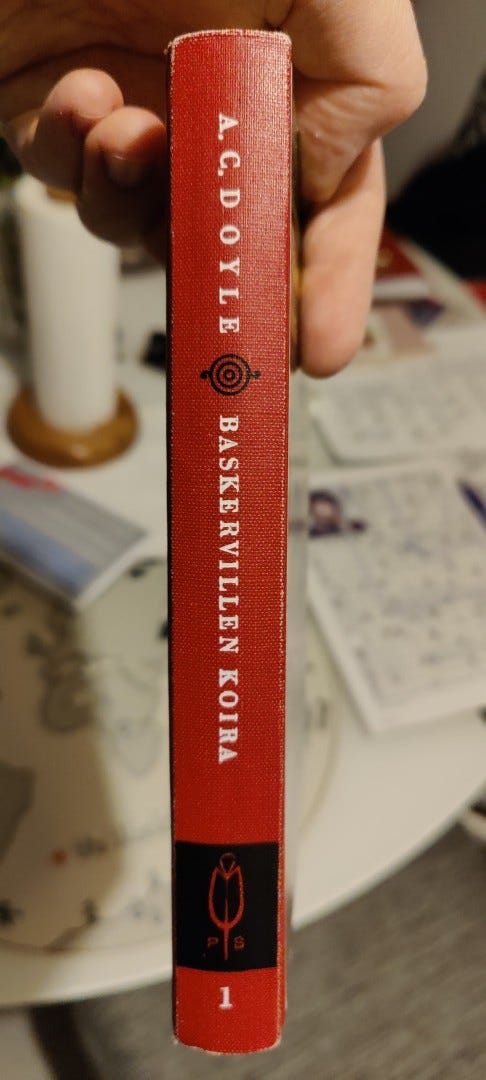 A. C. DOYLE
BASKERVILLEN KOIRA
P S
1